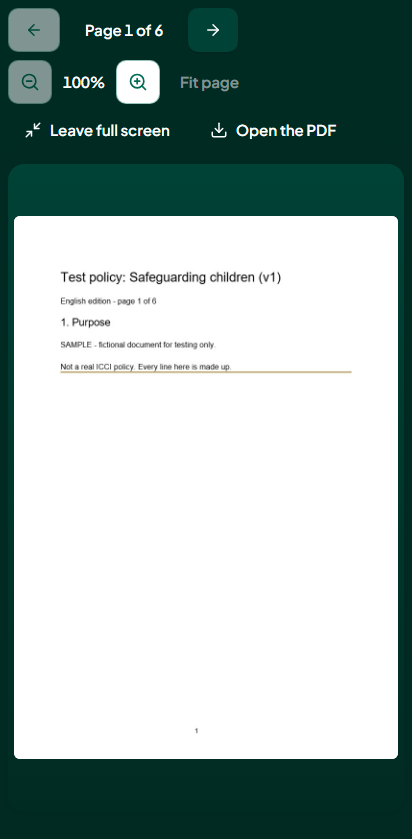 Page 1 of 6
100%
Fit page
Leave full screen
Open the PDF
Test policy: Safeguarding children (v1)
English edition - page 1 of 6
1. Purpose
SAMPLE - fictional document for testing only.
Not a real ICCI policy. Every line here is made up.
1